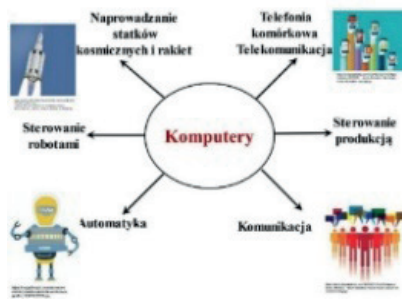 Naprowadzanie
statków
kosmicznych i rakiet
Telefonia
komórkowa
Telekomunikacja
Sterowanie
robotami
Komputery
Sterowanie
produkcją
Automatyka
Komunikacja